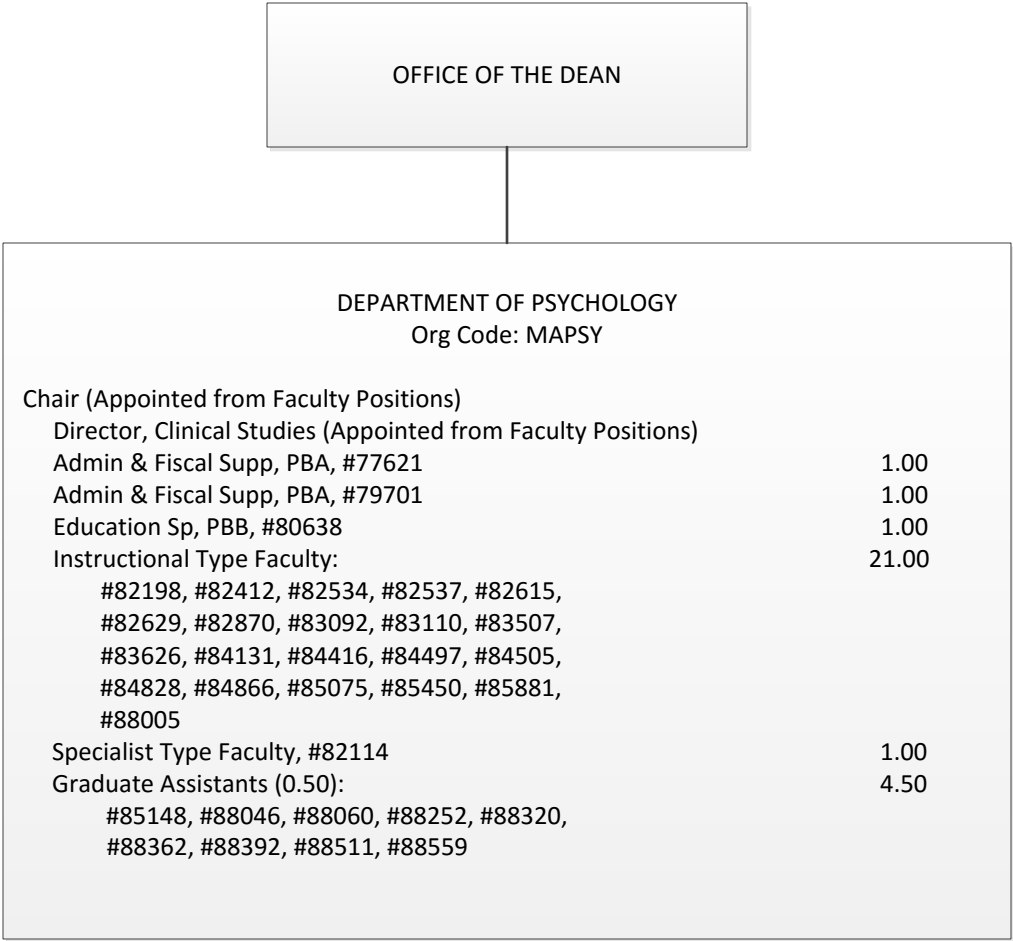 OFFICE OF THE DEAN
DEPARTMENT OF PSYCHOLOGY
Org Code: MAPSY
Chair (Appointed from Faculty Positions)
Director, Clinical Studies (Appointed from Faculty Positions)
Admin & Fiscal Supp, PBA, #77621 1.00
Admin & Fiscal Supp, PBA, #79701 1.00
Education Sp, PBB, #80638 1.00
Instructional Type Faculty: 21.00
#82198, #82412, #82534, #82537, #82615,
#82629, #82870, #83092, #83110, #83507,
#83626, #84131, #84416, #84497, #84505,
#84828, #84866, #85075, #85450, #85881,
#88005
Specialist Type Faculty, #82114 1.00
Graduate Assistants (0.50): 4.50
#85148, #88046, #88060, #88252, #88320,
#88362, #88392, #88511, #88559